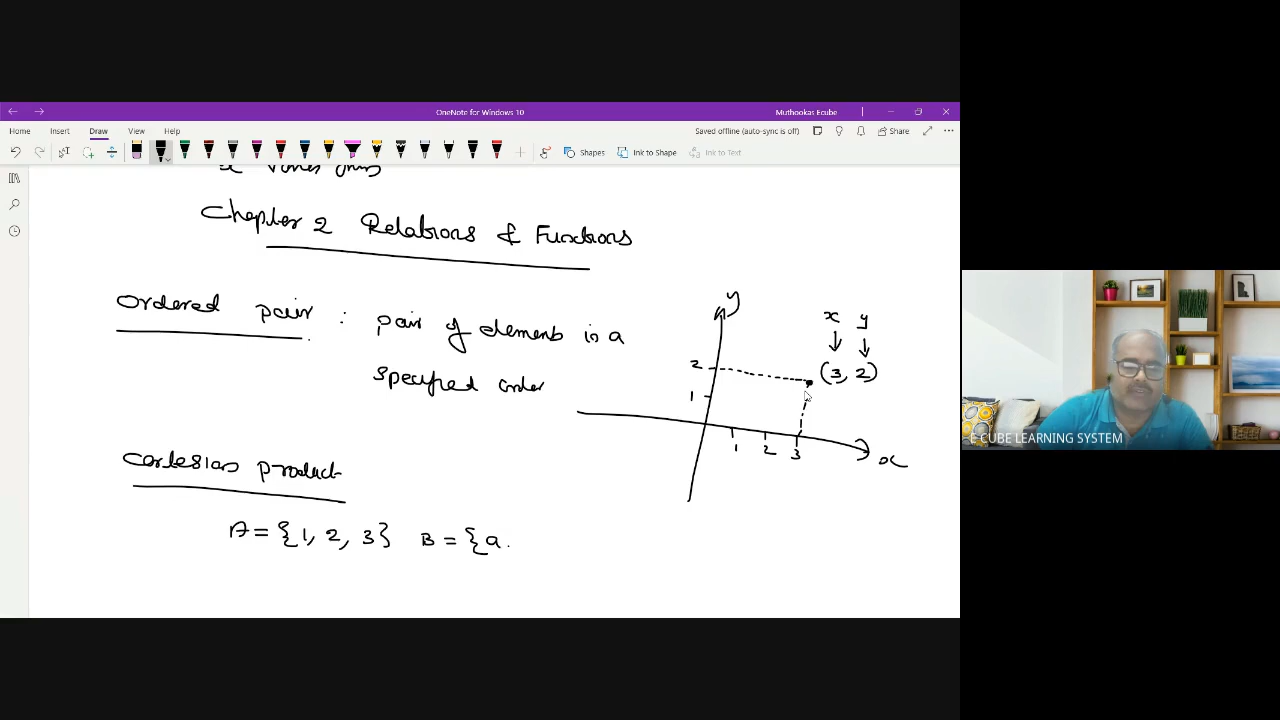 OneNote for Windows 10
Muthookas Ecube
Home Insert Draw View Help
Saved offline (auto-sync is off)
Share
Shapes
Ink to Shape
Ink to Text
Chapter 2 Relations & Functions
Ordered pair : pair of elements is a
specified order
y
x y
(3, 2)
2
1
1 2 3
x
Cartesian product
A = {1, 2, 3} B = {a
E CUBE LEARNING SYSTEM